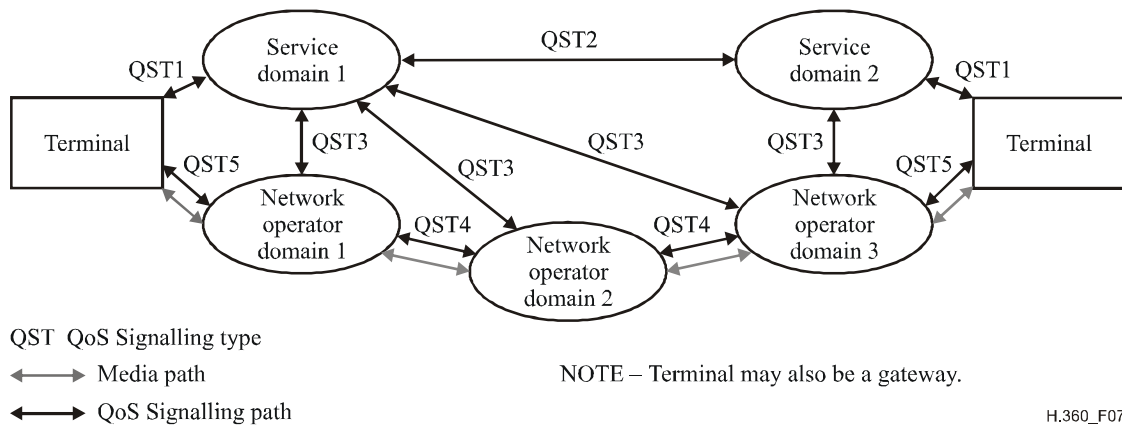 Service
domain 1
QST2
Service
domain 2
QST1
QST1
Terminal
Terminal
QST3
QST3
QST3
QST3
QST5
QST5
Network
operator
domain 1
QST4
Network
operator
domain 2
QST4
Network
operator
domain 3
QST QoS Signalling type
Media path
NOTE – Terminal may also be a gateway.
QoS Signalling path
H.360_F07